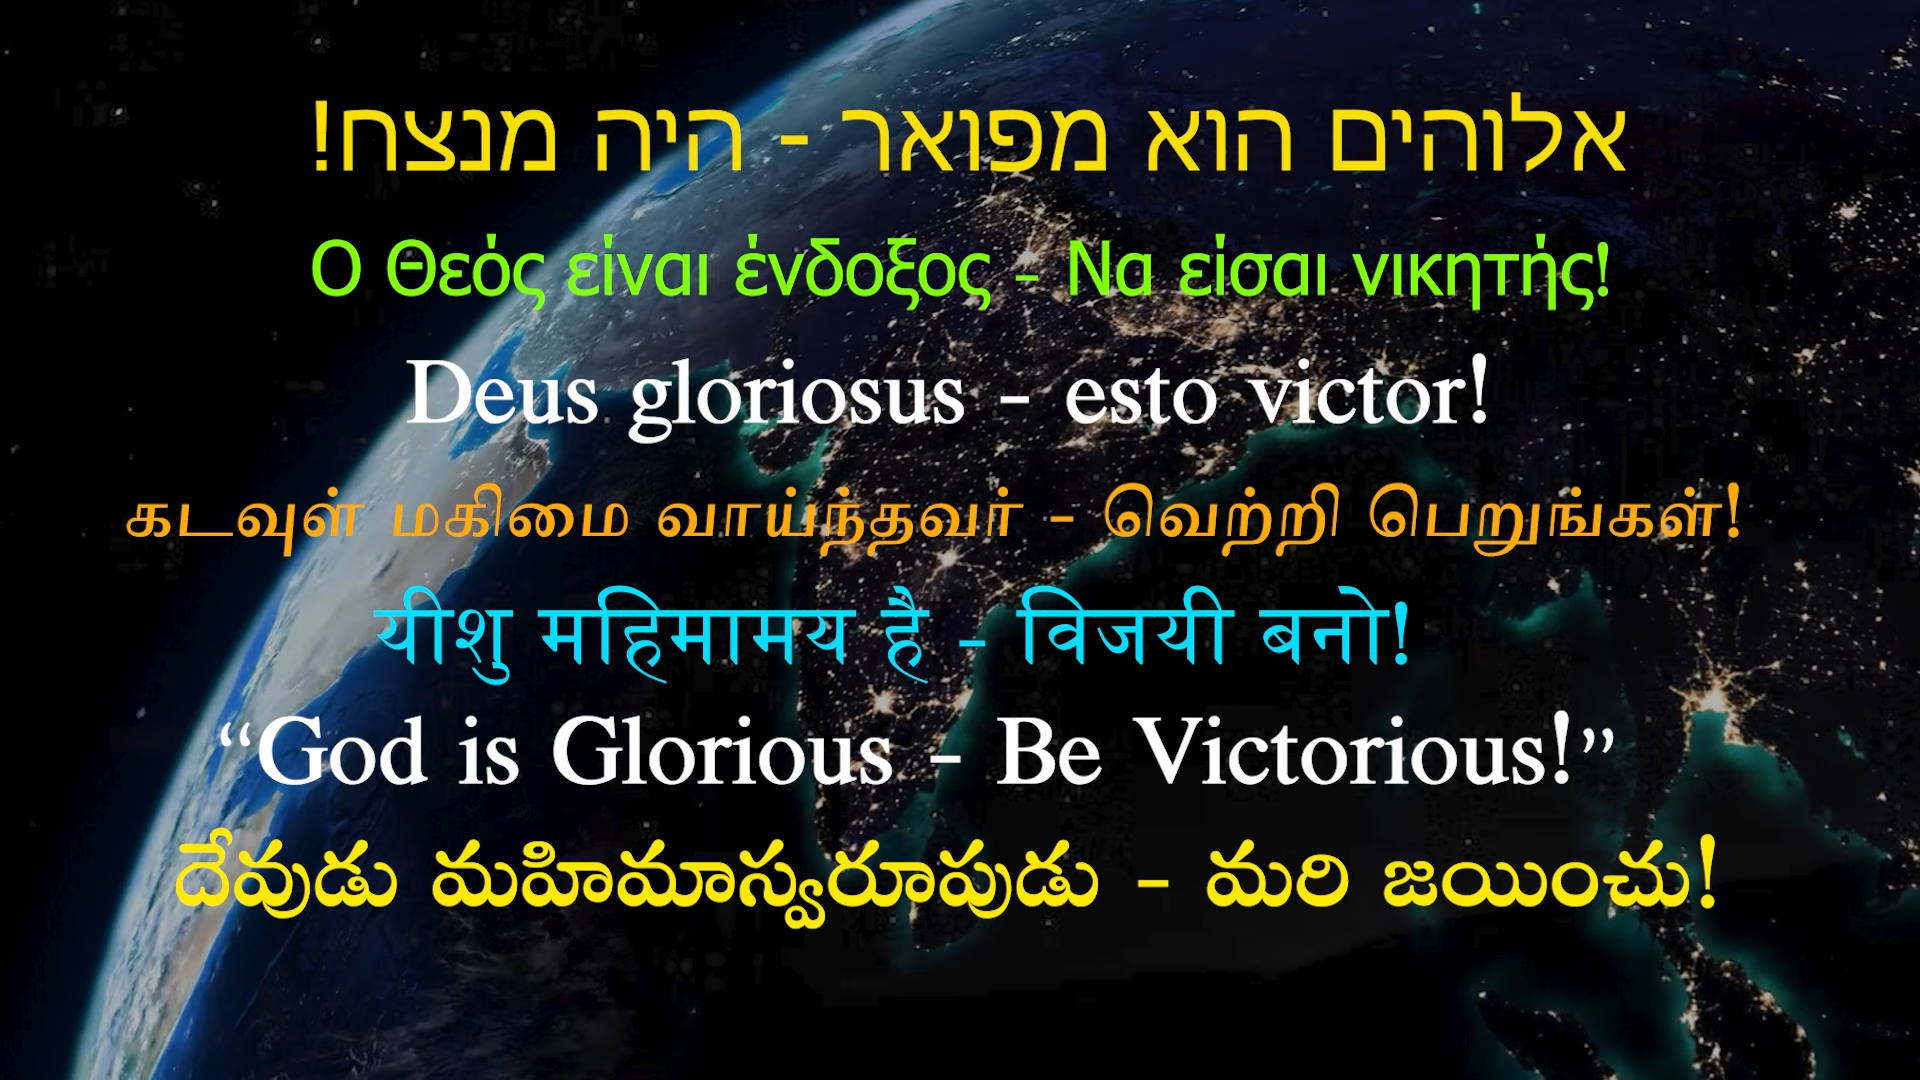 אלוהים הוא מפואר - היה מנצח!
Ο Θεός είναι ένδοξος - Να είσαι νικητής!
Deus gloriosus - esto victor!
கடவுள் மகிமை வாய்ந்தவர் - வெற்றி பெறுங்கள்!
यीशु महिमामय है - विजयी बनो!
“God is Glorious - Be Victorious!”
దేవుడు మహిమాస్వరూపుడు - మరి జయించు!